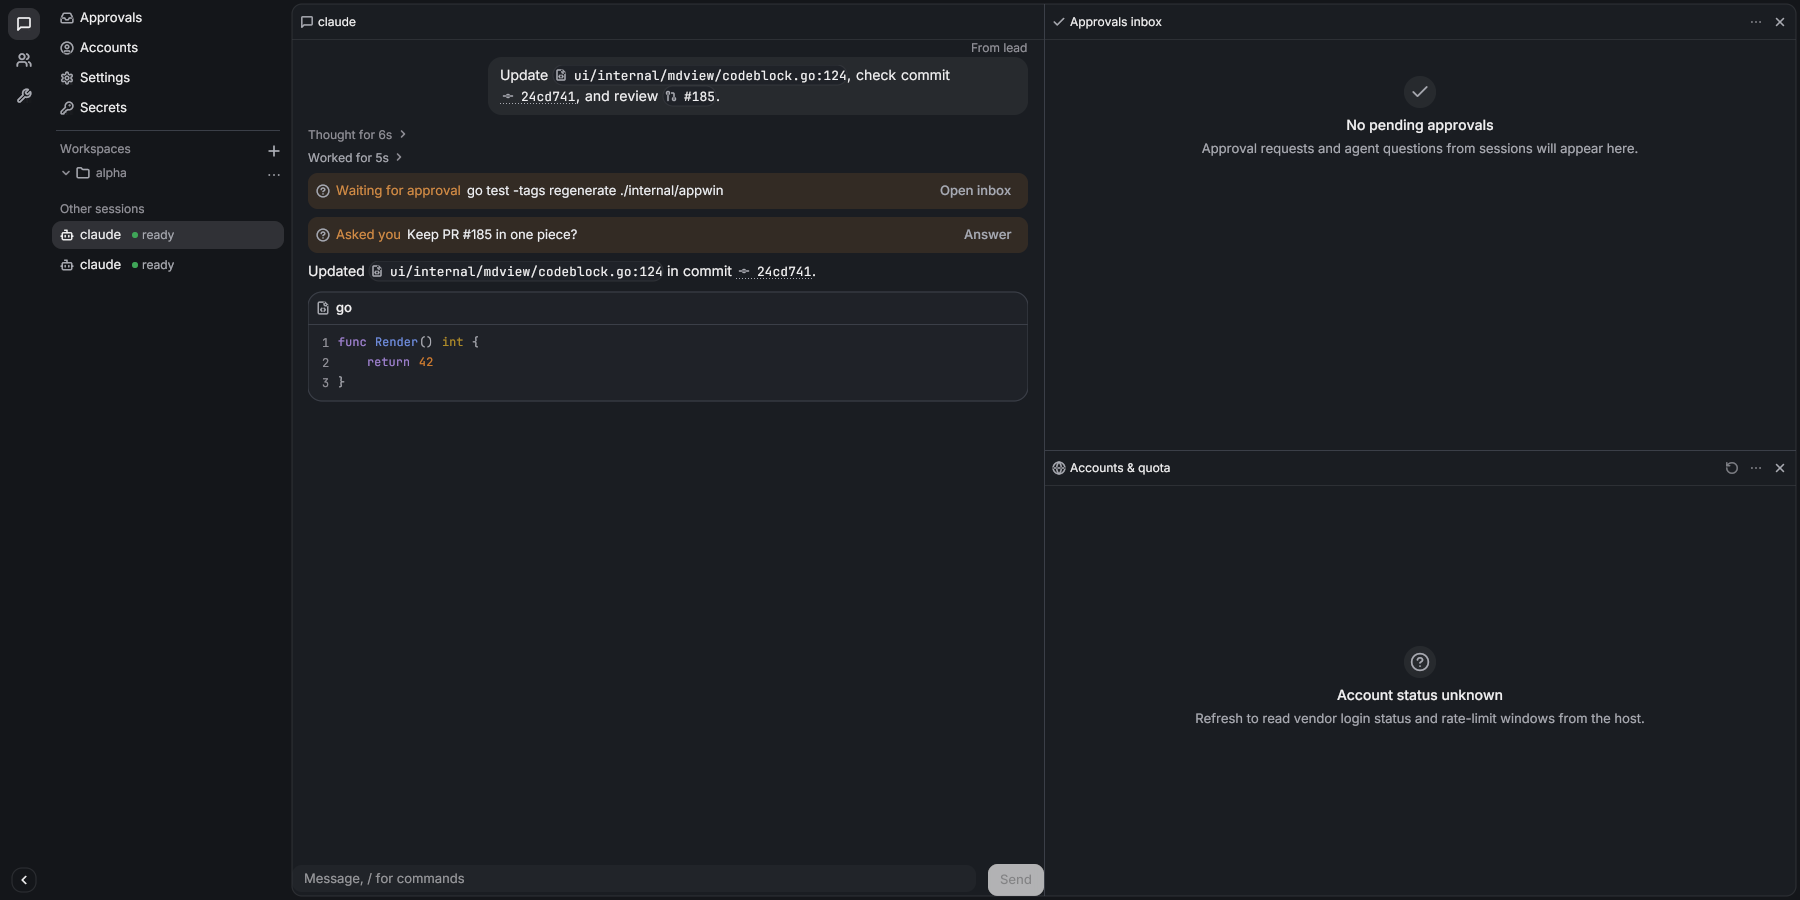 Approvals
Accounts
Settings
Secrets
Workspaces
alpha
Other sessions
claude ready
claude ready
claude
From lead
Update ui/internal/mdview/codeblock.go:124, check commit
24cd741, and review #185.
Thought for 6s
Worked for 5s
Waiting for approval go test -tags regenerate ./internal/appwin Open inbox
Asked you Keep PR #185 in one piece? Answer
Updated ui/internal/mdview/codeblock.go:124 in commit 24cd741.
go
1 func Render() int {
2     return 42
3 }
Message, / for commands
Send
Approvals inbox
No pending approvals
Approval requests and agent questions from sessions will appear here.
Accounts & quota
Account status unknown
Refresh to read vendor login status and rate-limit windows from the host.